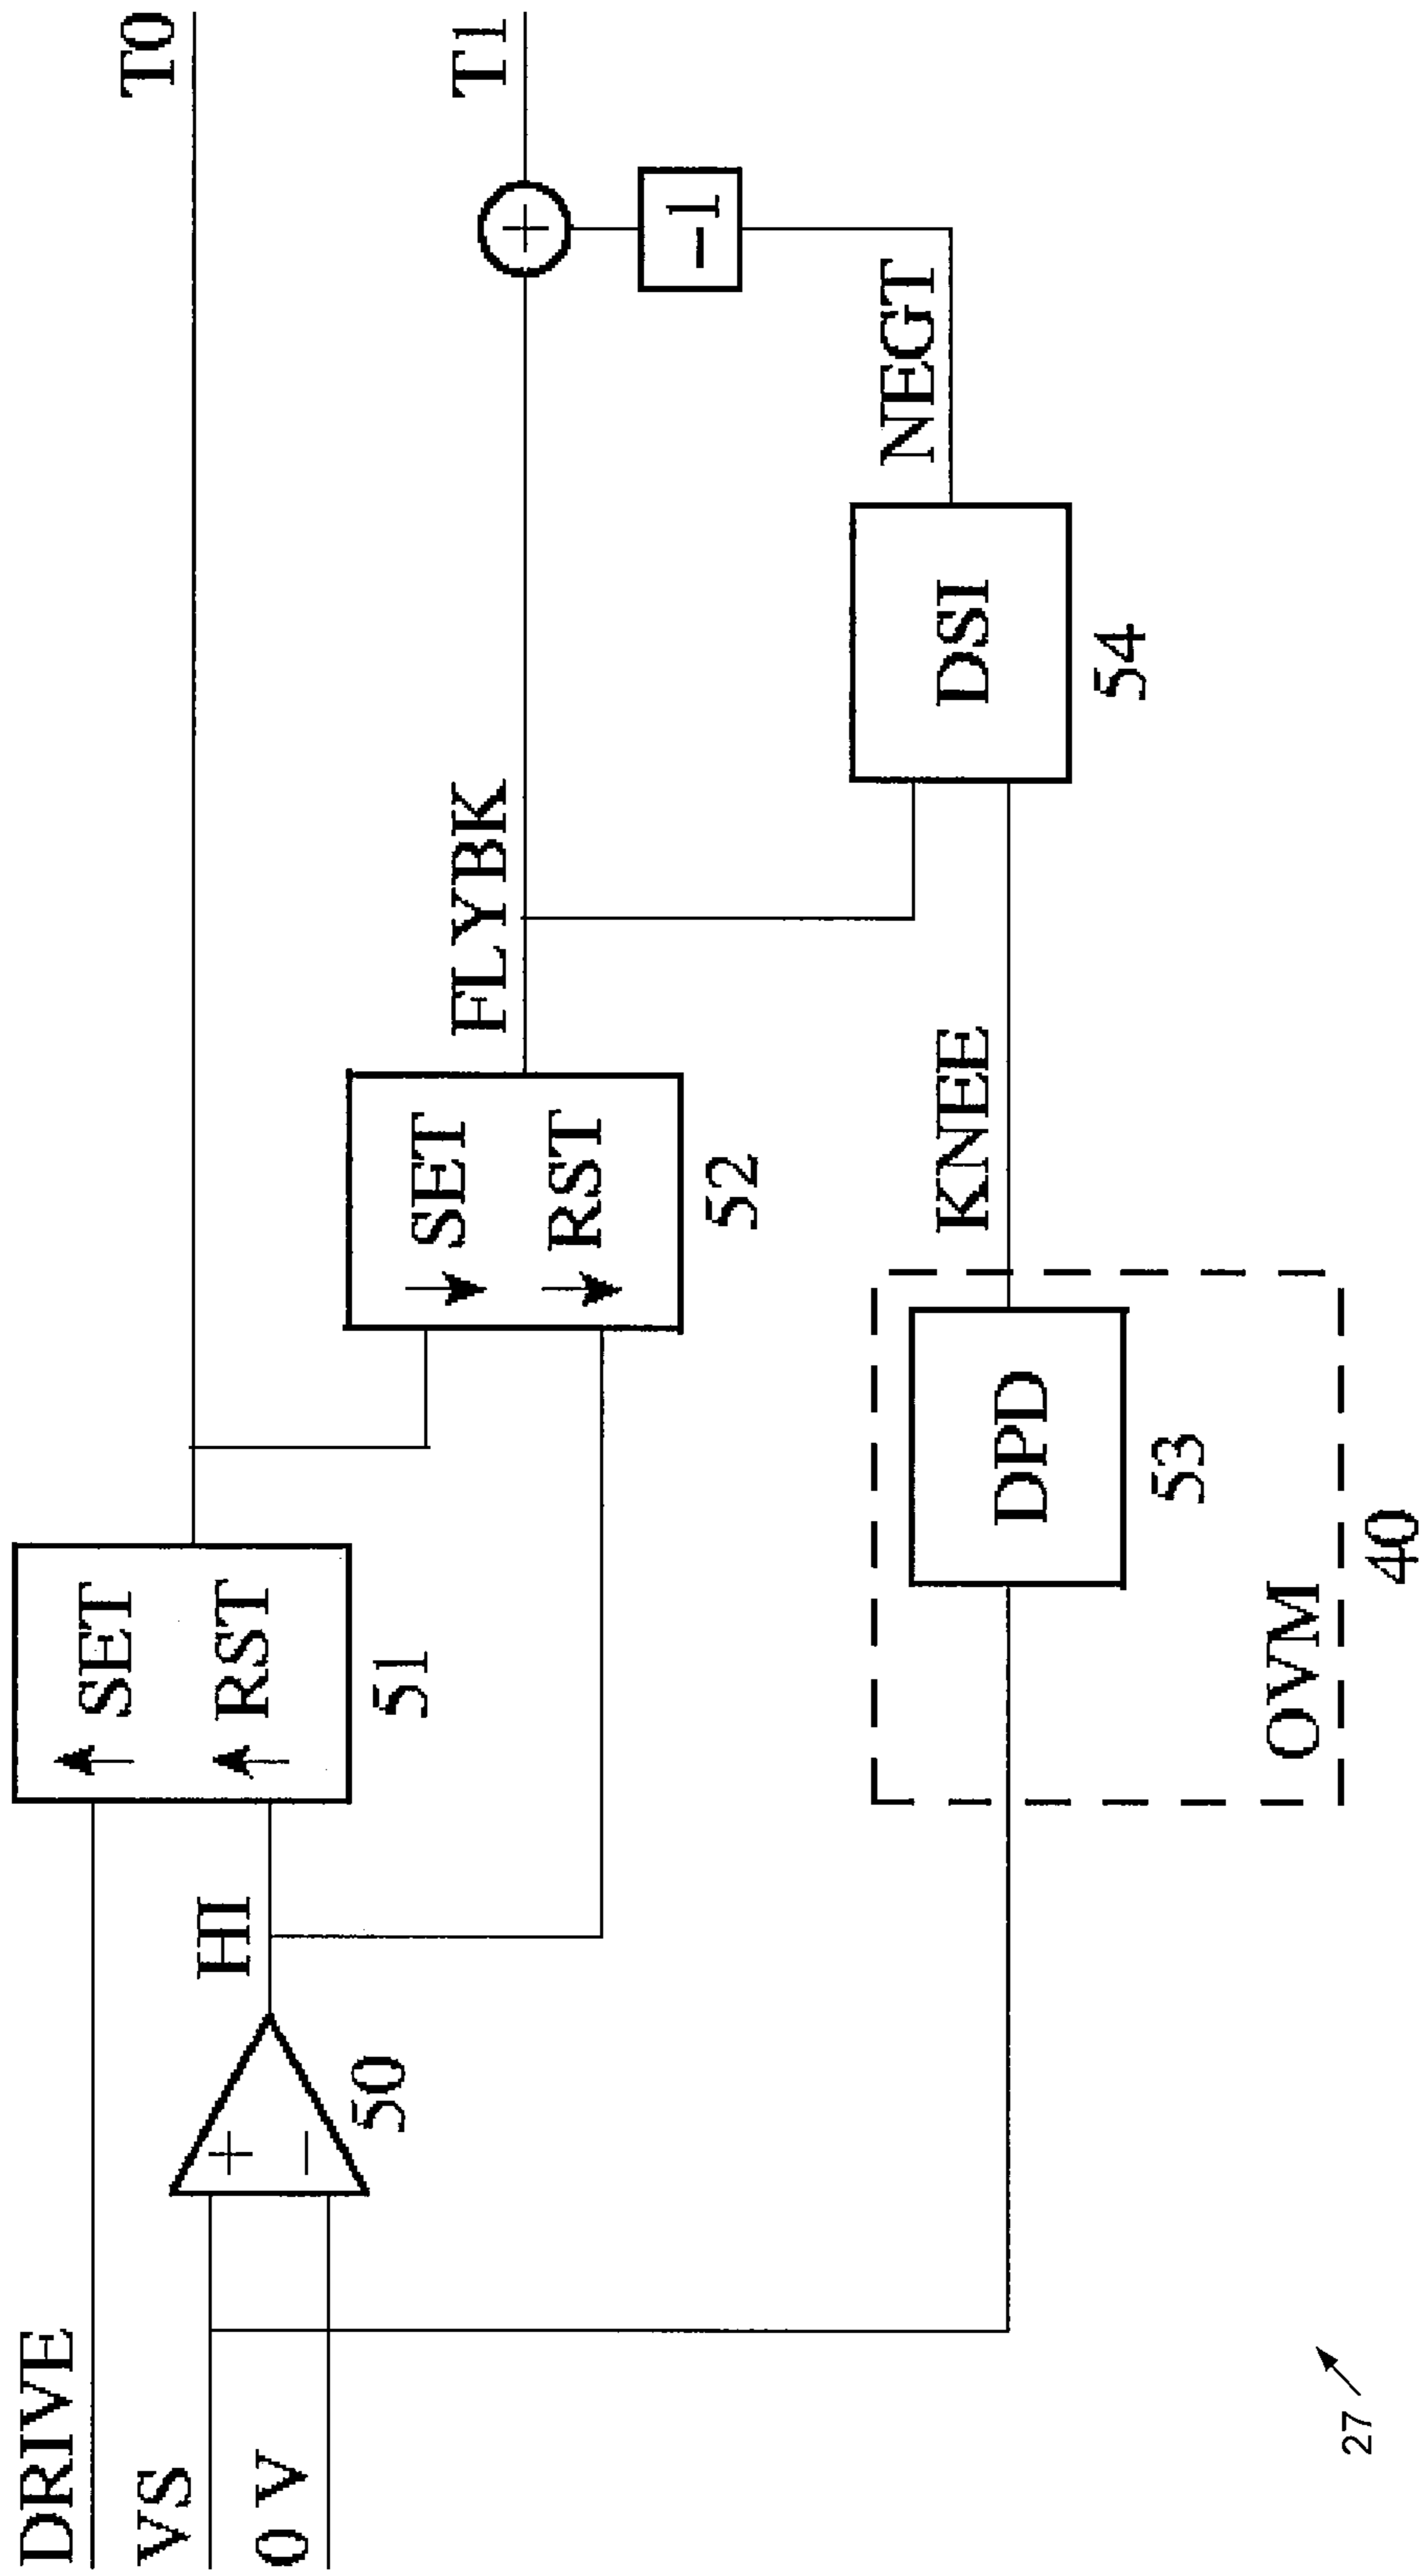 DRIVE
VS
0 V
+
−
50
HI
SET
RST
51
T0
SET
RST
52
FLYBK
+
T1
-1
DPD
53
OVM
40
KNEE
DSI
54
NEGT
27